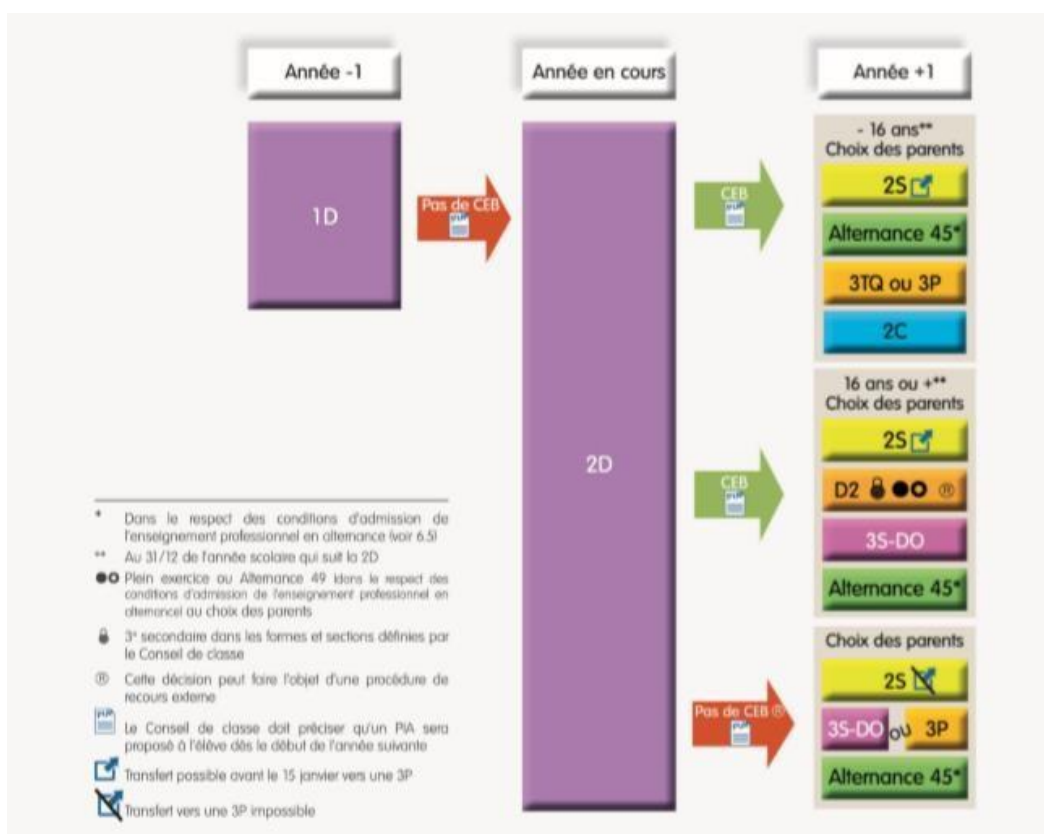 Année -1
Année en cours
Année +1
1D
Pas de CEB
PIA
2D
CEB
PIA
- 16 ans**
Choix des parents
2S
Alternance 45*
3TQ ou 3P
2C
CEB
PIA
16 ans ou +**
Choix des parents
2S
D2 ®
3S-DO
Alternance 45*
Pas de CEB ®
Choix des parents
2S
3S-DO ou 3P
Alternance 45*
* Dans le respect des conditions d'admission de
l'enseignement professionnel en alternance (voir 6.5)
** Au 31/12 de l'année scolaire qui suit la 2D
Plein exercice ou Alternance 49 (dans le respect des
conditions d'admission de l'enseignement professionnel en
alternance) au choix des parents
3e secondaire dans les formes et sections définies par
le Conseil de classe
® Cette décision peut faire l'objet d'une procédure de
recours externe
PIA
Le Conseil de classe doit préciser qu'un PIA sera
proposé à l'élève dès le début de l'année suivante
Transfert possible avant le 15 janvier vers une 3P
Transfert vers une 3P impossible